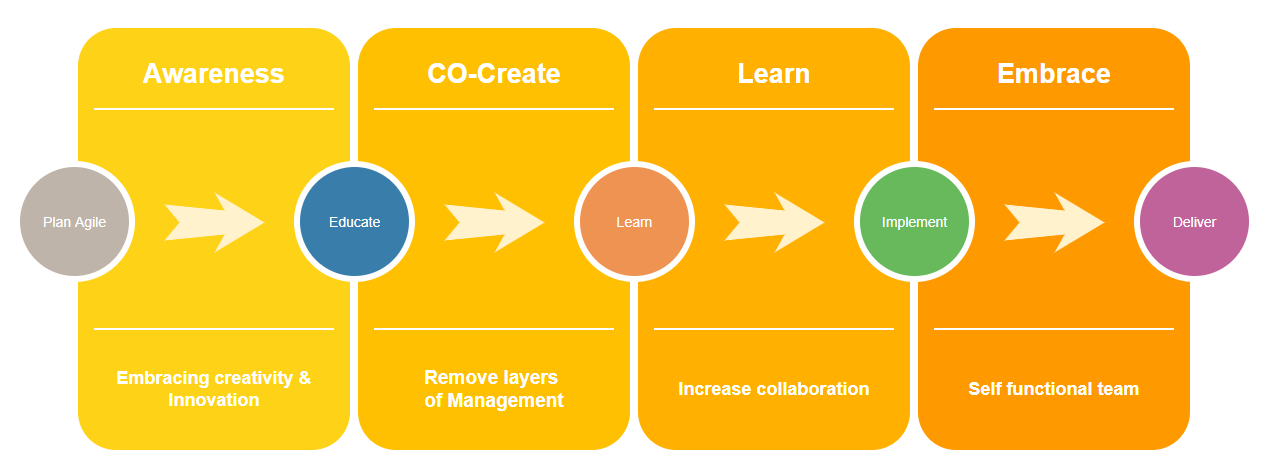 Awareness
CO-Create
Learn
Embrace
Plan Agile
Educate
Learn
Implement
Deliver
Embracing creativity &
Innovation
Remove layers
of Management
Increase collaboration
Self functional team